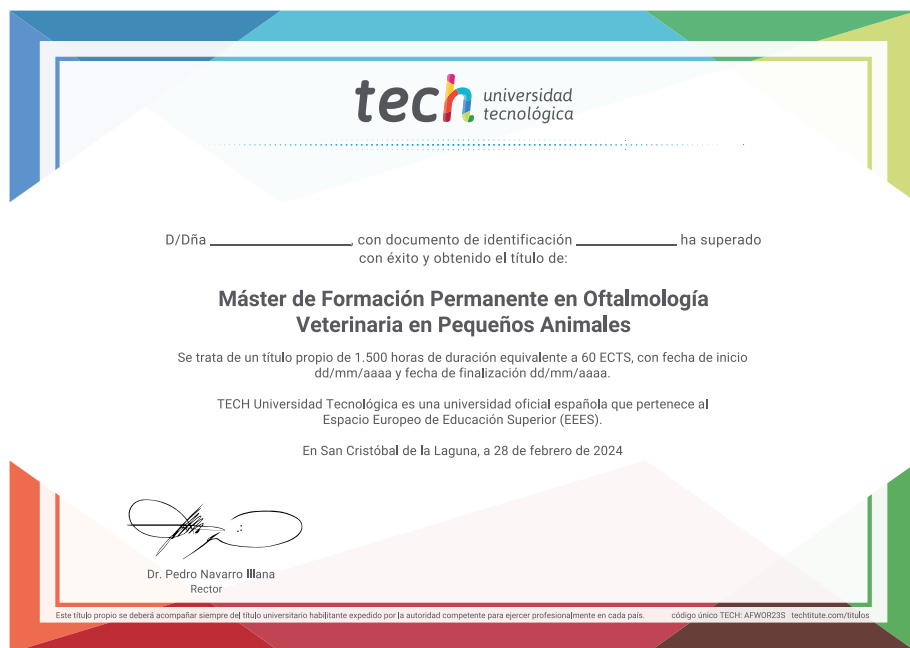 tech universidad
tecnológica
D/Dña ______________, con documento de identificación __________ ha superado
con éxito y obtenido el título de:
Máster de Formación Permanente en Oftalmología
Veterinaria en Pequeños Animales
Se trata de un título propio de 1.500 horas de duración equivalente a 60 ECTS, con fecha de inicio
dd/mm/aaaa y fecha de finalización dd/mm/aaaa.
TECH Universidad Tecnológica es una universidad oficial española que pertenece al
Espacio Europeo de Educación Superior (EEES).
En San Cristóbal de la Laguna, a 28 de febrero de 2024
Dr. Pedro Navarro Illana
Rector
Este título propio se deberá acompañar siempre del título universitario habilitante expedido por la autoridad competente para ejercer profesionalmente en cada país. código único TECH: AFWOR23S techtitute.com/titulos